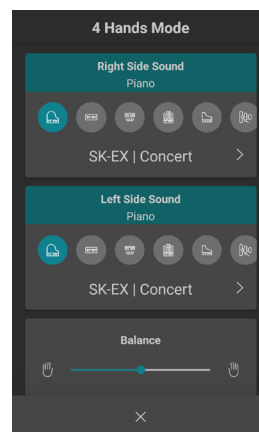 4 Hands Mode
Right Side Sound
Piano
SK-EX | Concert
Left Side Sound
Piano
SK-EX | Concert
Balance